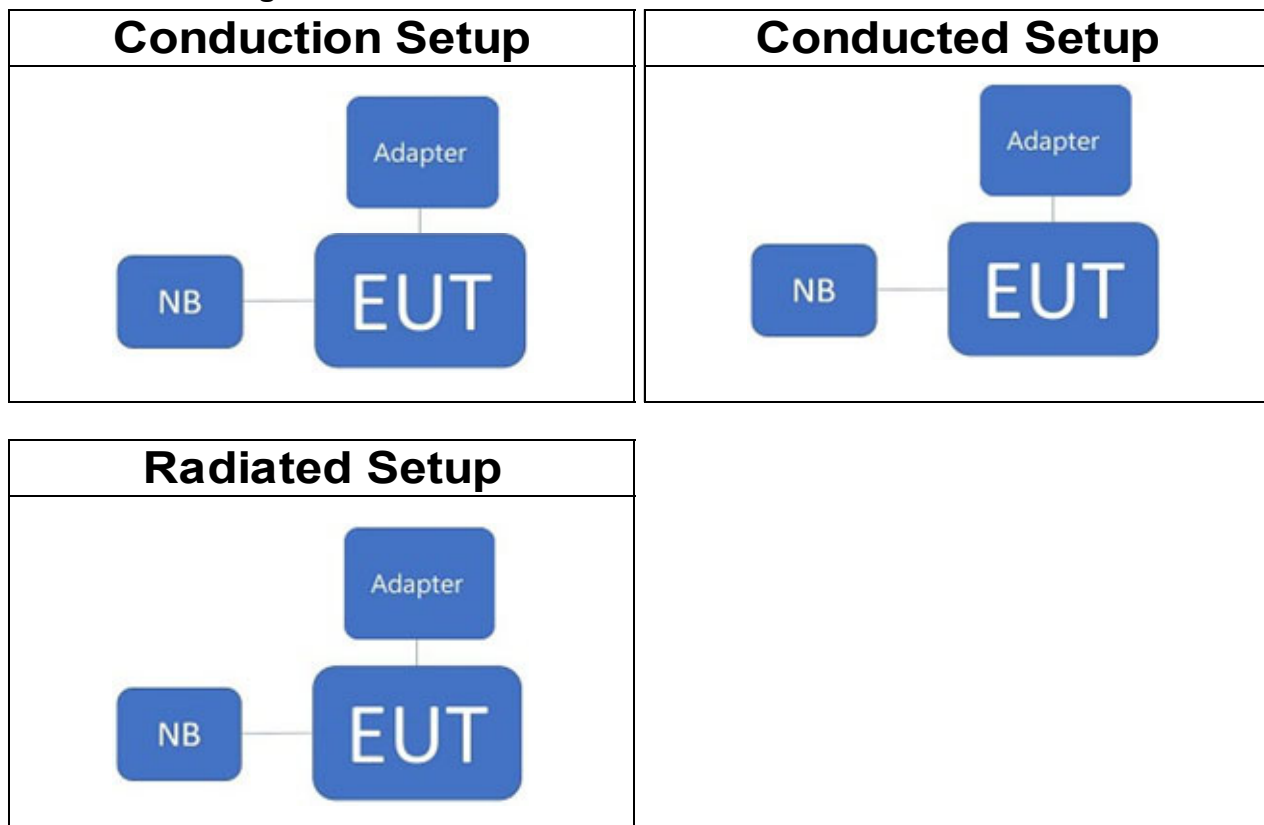 Conduction Setup
Conducted Setup
Adapter
NB
EUT
Adapter
NB
EUT
Radiated Setup
Adapter
NB
EUT